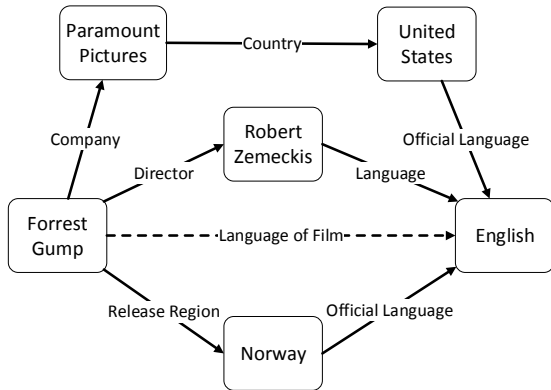 Paramount
Pictures
Country
United
States
Company
Official Language
Robert
Zemeckis
Director
Language
Forrest
Gump
Language of Film
English
Release Region
Official Language
Norway